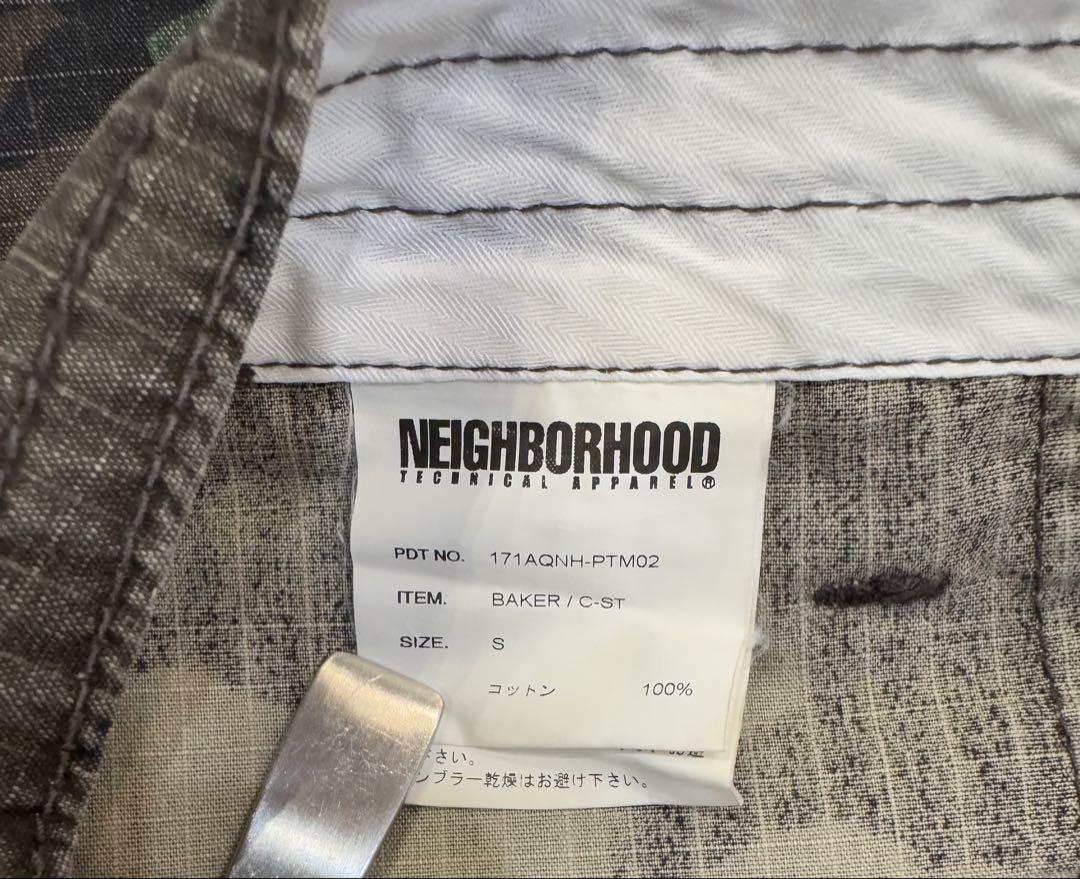 NEIGHBORHOOD
TECHNICAL APPAREL®
PDT NO. 171AQNH-PTM02
ITEM. BAKER / C-ST
SIZE. S
コットン 100%
さい。
ンブラー乾燥はお避け下さい。